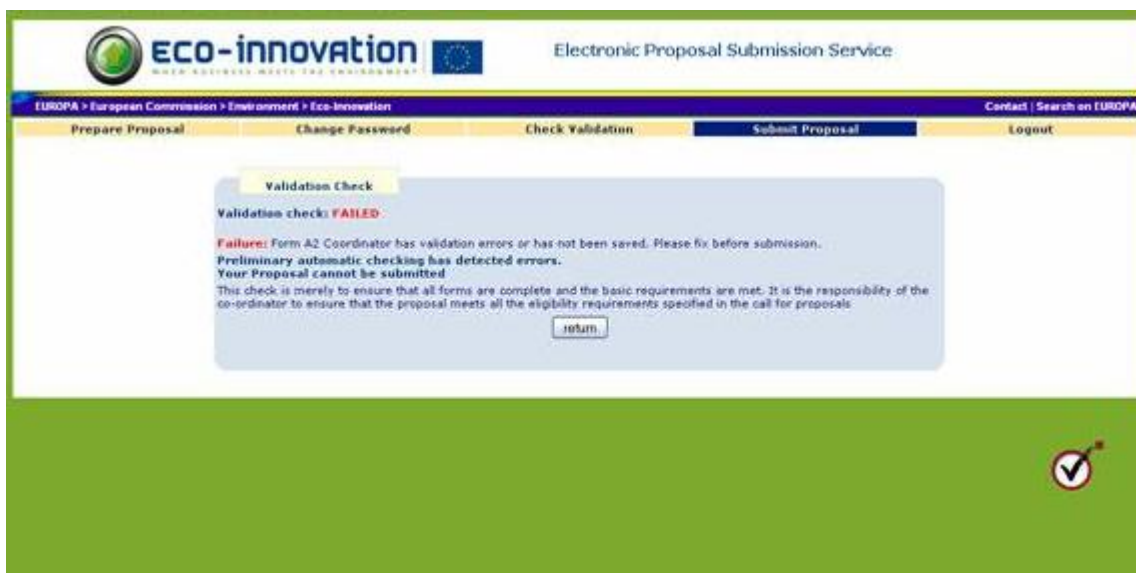 ECO-innovation
WHEN BUSINESS MEETS THE ENVIRONMENT
Electronic Proposal Submission Service
EUROPA > European Commission > Environment > Eco-Innovation
Contact | Search on EUROPA
Prepare Proposal Change Password Check Validation Submit Proposal Logout
Validation Check
Validation check: FAILED
Failure: Form A2 Coordinator has validation errors or has not been saved. Please fix before submission.
Preliminary automatic checking has detected errors.
Your Proposal cannot be submitted
This check is merely to ensure that all forms are complete and the basic requirements are met. It is the responsibility of the
co-ordinator to ensure that the proposal meets all the eligibility requirements specified in the call for proposals
return